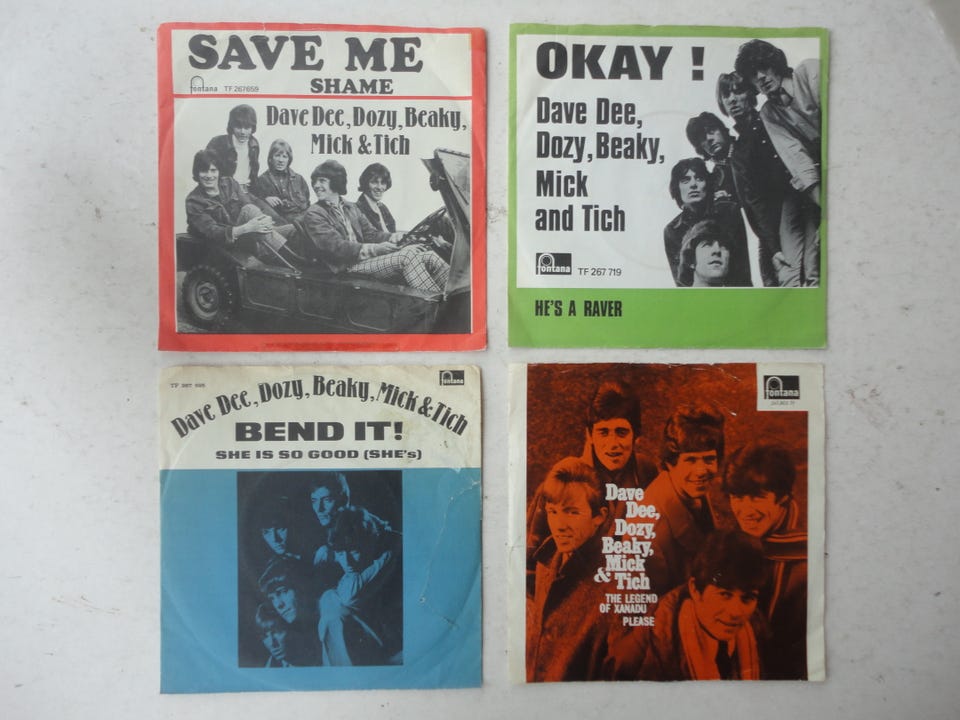 SAVE ME
SHAME
fontana TF 267659
Dave Dee, Dozy, Beaky,
Mick & Tich
OKAY !
Dave Dee,
Dozy, Beaky,
Mick
and Tich
fontana TF 267 719
HE'S A RAVER
fontana
Dave Dee, Dozy, Beaky, Mick & Tich
BEND IT!
SHE IS SO GOOD (SHE's)
fontana
Dave
Dee,
Dozy,
Beaky,
Mick
& Tich
THE LEGEND
OF XANADU
PLEASE